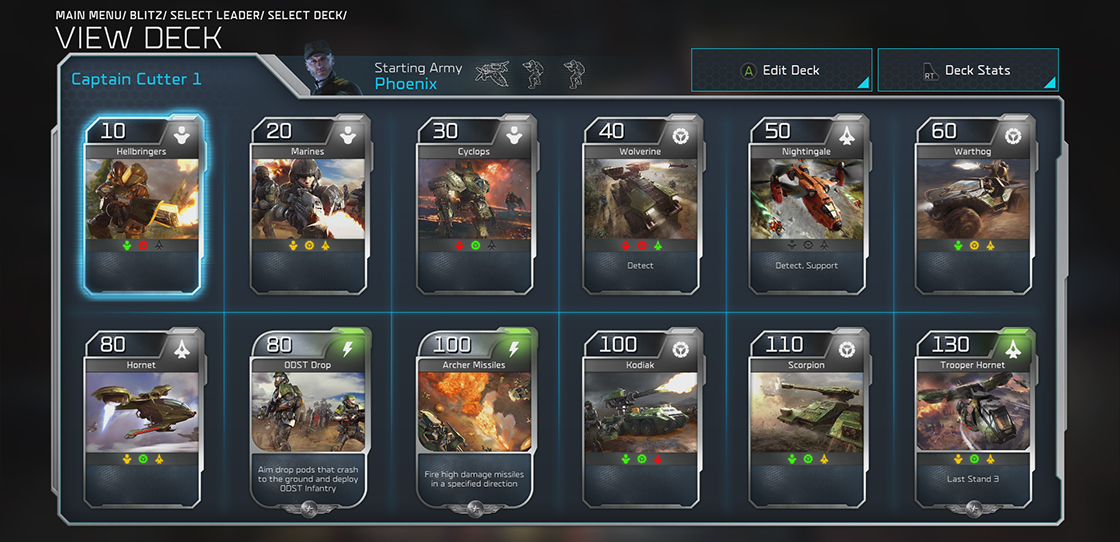 MAIN MENU/ BLITZ/ SELECT LEADER/ SELECT DECK/
VIEW DECK
Captain Cutter 1
Starting Army
Phoenix
A Edit Deck
RT Deck Stats
10
Hellbringers
20
Marines
30
Cyclops
40
Wolverine
Detect
50
Nightingale
Detect, Support
60
Warthog
80
Hornet
80
ODST Drop
Aim drop pods that crash
to the ground and deploy
ODST Infantry
100
Archer Missiles
Fire high damage missiles
in a specified direction
100
Kodiak
110
Scorpion
130
Trooper Hornet
Last Stand 3